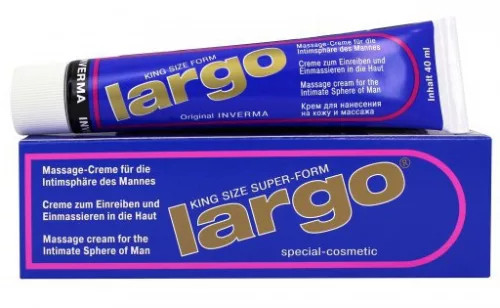 INVERMA
KING SIZE FORM
largo
Original INVERMA
Massage-Creme für die
Intimsphäre des Mannes
Creme zum Einreiben und
Einmassieren in die Haut
Massage cream for the
Intimate Sphere of Man
Крем для нанесения
на кожу и массажа
Inhalt 40 ml
Massage-Creme für die
Intimsphäre des Mannes
Creme zum Einreiben und
Einmassieren in die Haut
Massage cream for the
Intimate Sphere of Man
KING SIZE SUPER-FORM
largo®
special-cosmetic